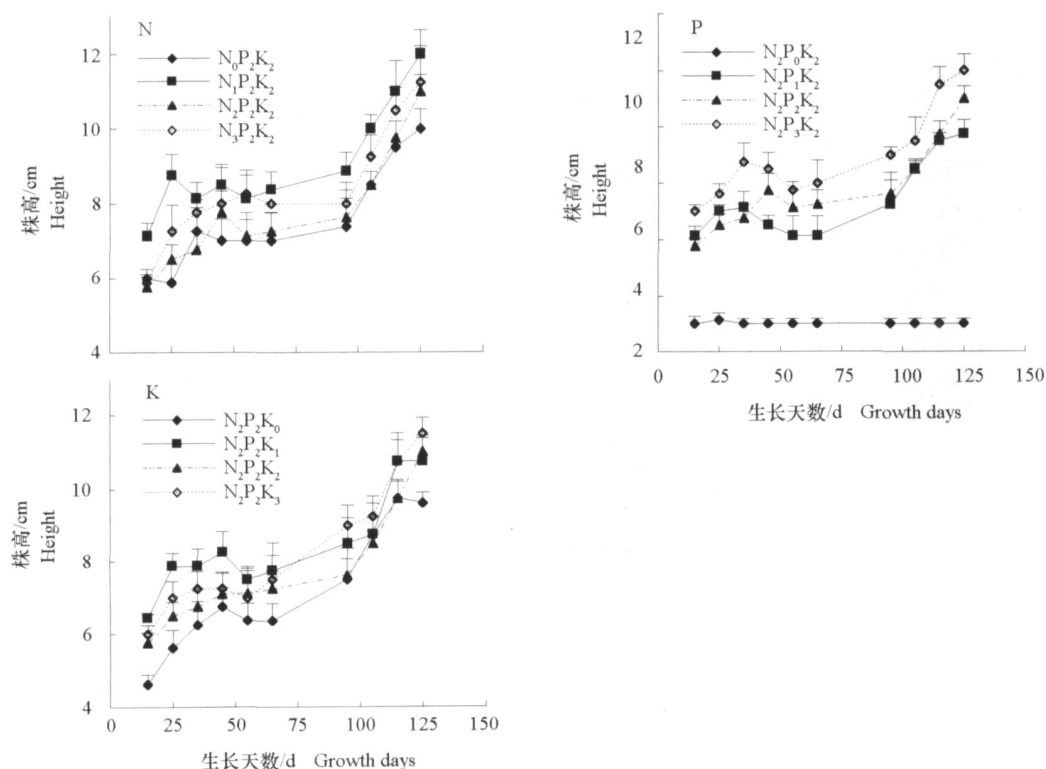 N
N₀P₂K₂
N₁P₂K₂
N₂P₂K₂
N₃P₂K₂
12
10
8
6
4
株高/cm
Height
P
N₂P₀K₂
N₂P₁K₂
N₂P₂K₂
N₂P₃K₂
12
10
8
6
4
2
株高/cm
Height
0 25 50 75 100 125 150
生长天数/d Growth days
K
N₂P₂K₀
N₂P₂K₁
N₂P₂K₂
N₂P₂K₃
12
10
8
6
4
株高/cm
Height
0 25 50 75 100 125 150
生长天数/d Growth days